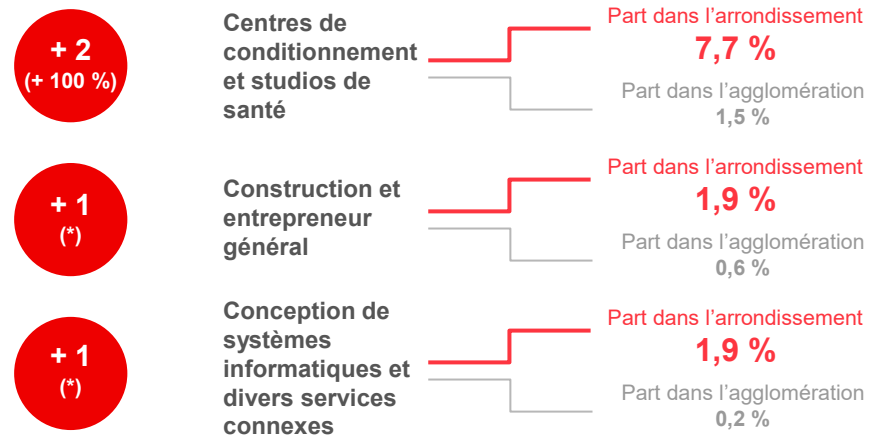 + 2
(+ 100 %)
Centres de
conditionnement
et studios de
santé
Part dans l’arrondissement
7,7 %
Part dans l’agglomération
1,5 %
+ 1
(*)
Construction et
entrepreneur
général
Part dans l’arrondissement
1,9 %
Part dans l’agglomération
0,6 %
+ 1
(*)
Conception de
systèmes
informatiques et
divers services
connexes
Part dans l’arrondissement
1,9 %
Part dans l’agglomération
0,2 %